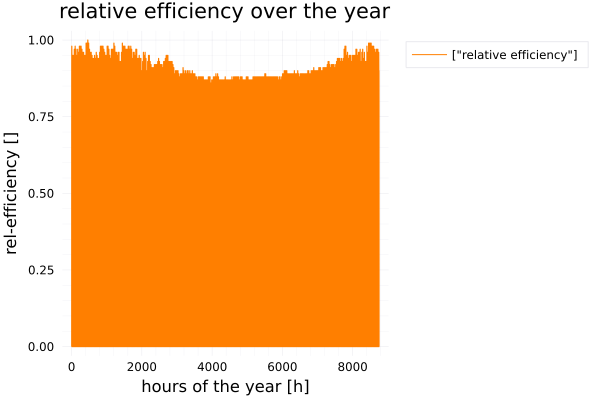 relative efficiency over the year
["relative efficiency"]
rel-efficiency []
1.00
0.75
0.50
0.25
0.00
0 2000 4000 6000 8000
hours of the year [h]